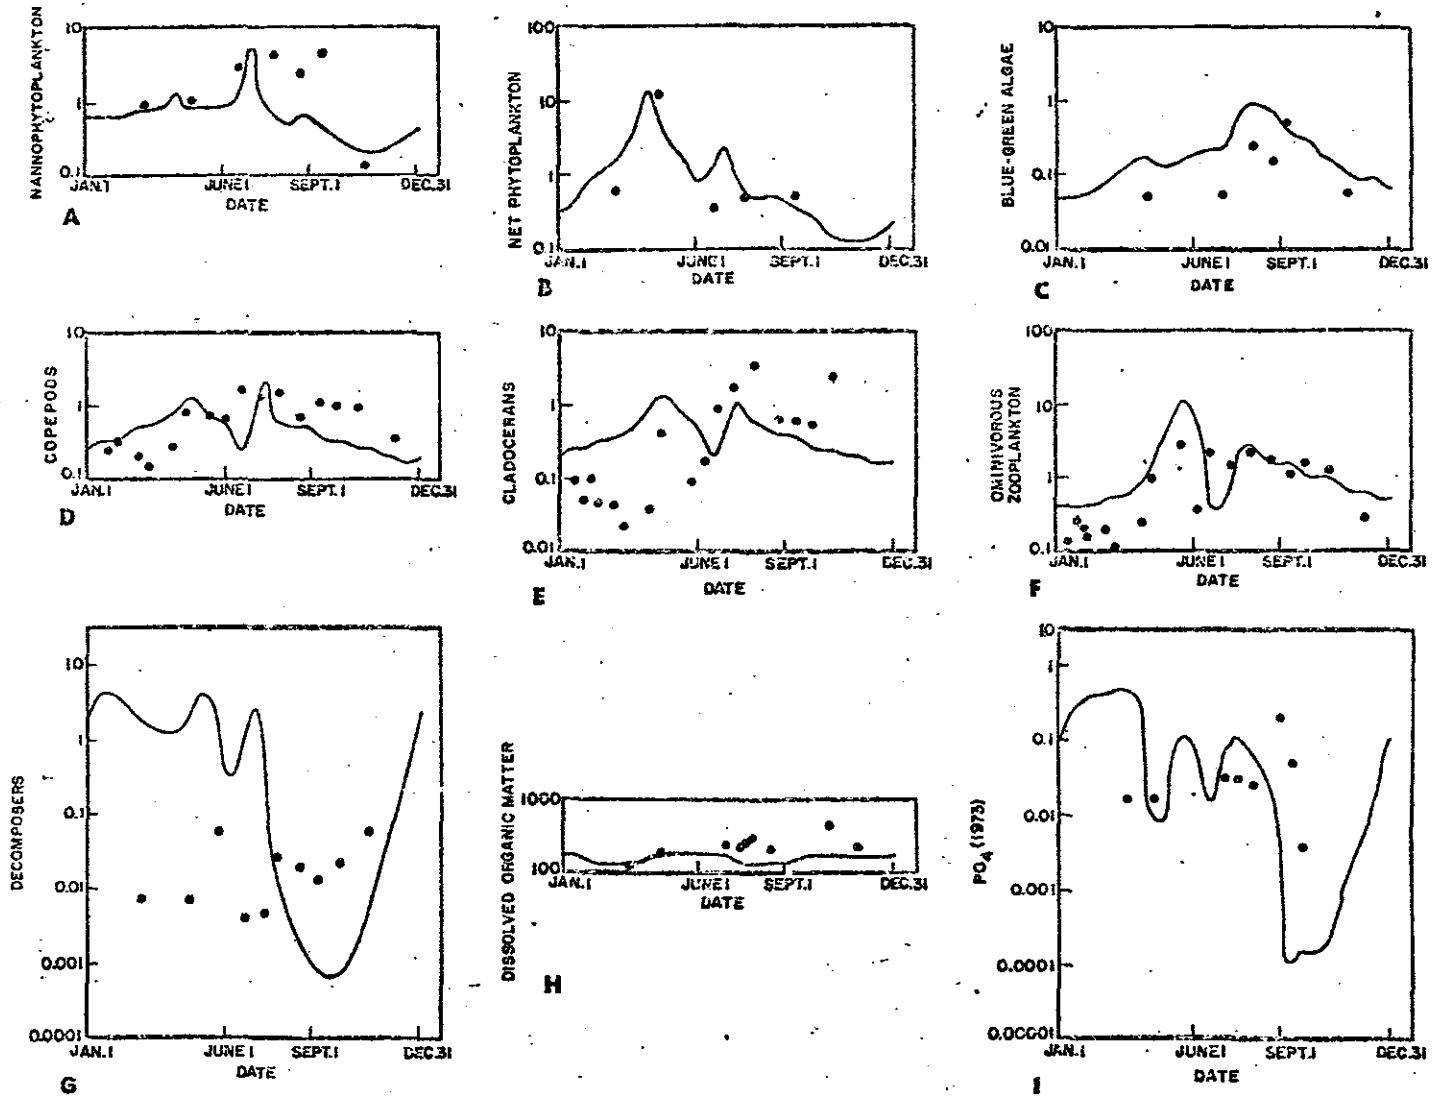 NANNOPHYTOPLANKTON
10
1
0.1
JAN.1 JUNE1 SEPT.1 DEC.31
DATE
A
NET PHYTOPLANKTON
100
10
1
0.1
JAN.1 JUNE1 SEPT.1 DEC.31
DATE
B
BLUE-GREEN ALGAE
10
1
0.1
0.01
JAN.1 JUNE1 SEPT.1 DEC.31
DATE
C
COPEPODS
10
1
0.1
JAN.1 JUNE1 SEPT.1 DEC.31
DATE
D
CLADOCERANS
10
1
0.1
0.01
JAN.1 JUNE1 SEPT.1 DEC.31
DATE
E
OMINIVOROUS
ZOOPLANKTON
100
10
1
0.1
JAN.1 JUNE1 SEPT.1 DEC.31
DATE
F
DECOMPOSERS
10
1
0.1
0.01
0.001
0.0001
JAN.1 JUNE1 SEPT.1 DEC.31
DATE
G
DISSOLVED ORGANIC MATTER
1000
100
JAN.1 JUNE1 SEPT.1 DEC.31
DATE
H
PO4 (1973)
10
1
0.1
0.01
0.001
0.0001
0.00001
JAN.1 JUNE1 SEPT.1 DEC.31
DATE
I